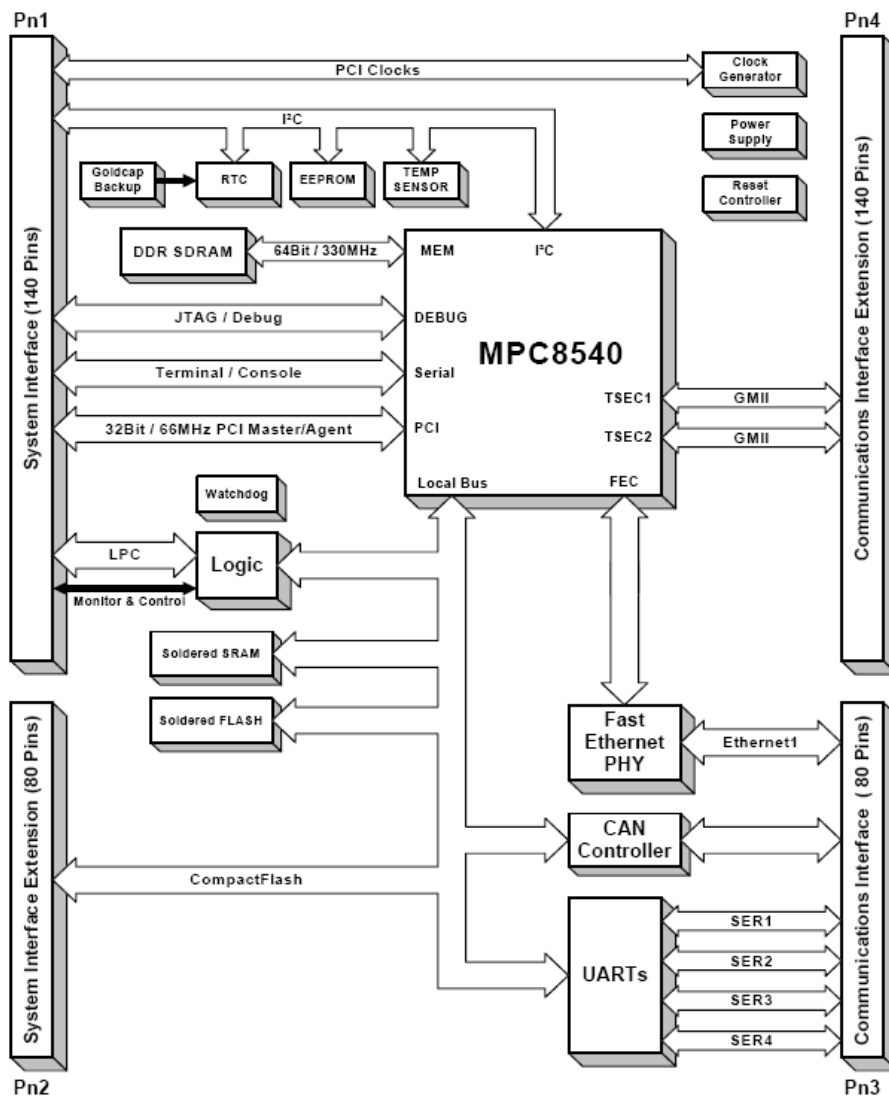 Pn1
Pn4
System Interface (140 Pins)
Communications Interface Extension (140 Pins)
PCI Clocks
Clock
Generator
I²C
Power
Supply
Goldcap
Backup
RTC
EEPROM
TEMP
SENSOR
Reset
Controller
DDR SDRAM
64Bit / 330MHz
MEM
I²C
JTAG / Debug
DEBUG
MPC8540
Terminal / Console
Serial
TSEC1
GMII
32Bit / 66MHz PCI Master/Agent
PCI
TSEC2
GMII
Local Bus
FEC
Watchdog
LPC
Logic
Monitor & Control
Soldered SRAM
Soldered FLASH
System Interface Extension (80 Pins)
Communications Interface ( 80 Pins)
Fast
Ethernet
PHY
Ethernet1
CAN
Controller
CompactFlash
UARTs
SER1
SER2
SER3
SER4
Pn2
Pn3